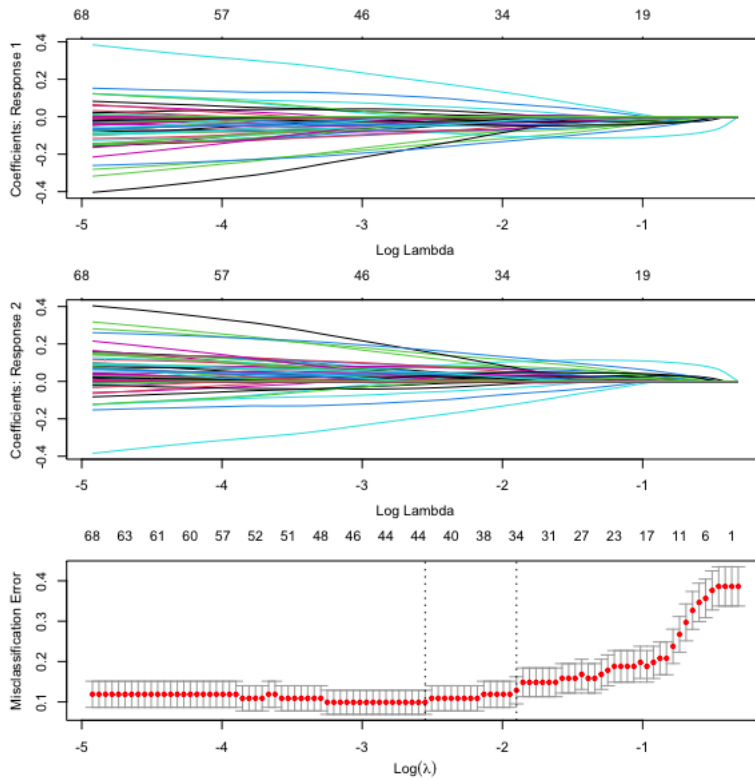 68 57 46 34 19
Coefficients: Response 1
0.4
0.2
0.0
-0.2
-0.4
-5 -4 -3 -2 -1
Log Lambda
68 57 46 34 19
Coefficients: Response 2
0.4
0.2
0.0
-0.2
-0.4
-5 -4 -3 -2 -1
Log Lambda
68 63 61 60 57 52 51 48 46 44 44 40 38 34 31 27 23 17 11 6 1
Misclassification Error
0.4
0.3
0.2
0.1
-5 -4 -3 -2 -1
Log(λ)